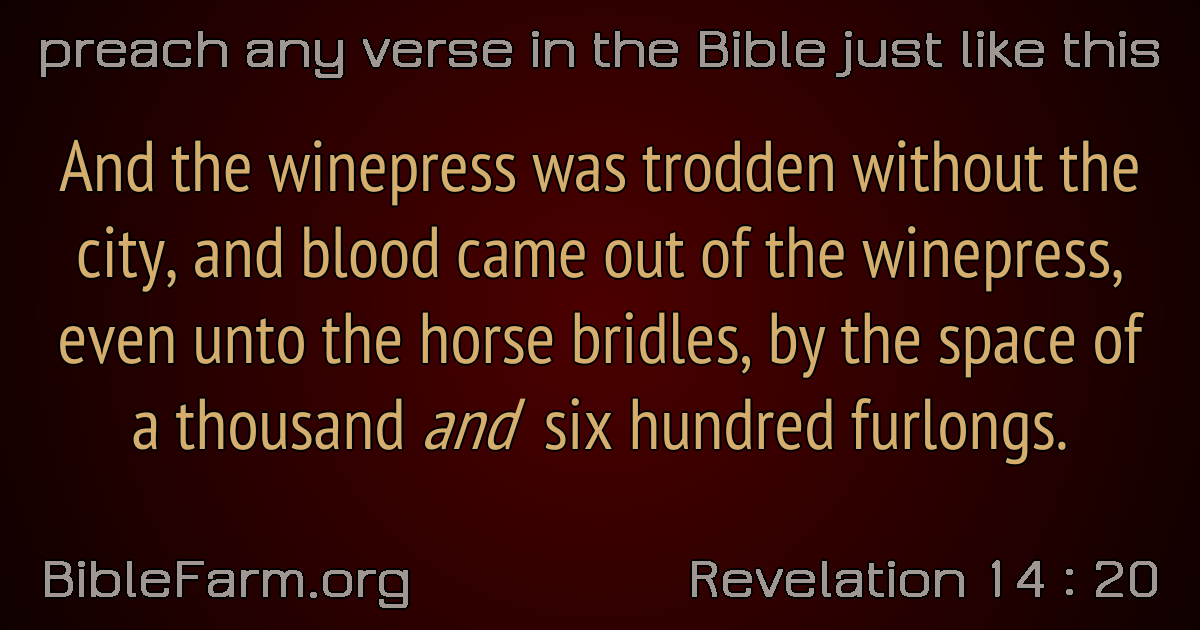 preach any verse in the Bible just like this
And the winepress was trodden without the
city, and blood came out of the winepress,
even unto the horse bridles, by the space of
a thousand and six hundred furlongs.
BibleFarm.org
Revelation 14 : 20